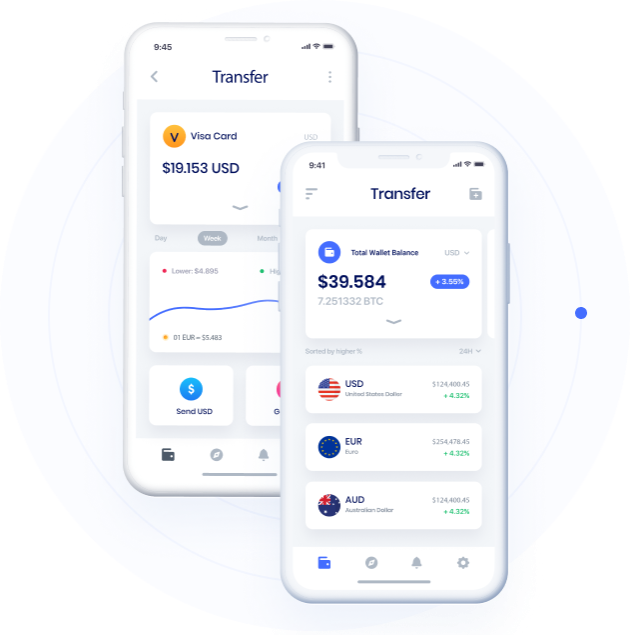 9:45
Transfer
Visa Card
USD
$19.153 USD
Day
Week
Month
Lower: $4.895
01 EUR = $5.483
Send USD
9:41
Transfer
Total Wallet Balance
USD
$39.584
+ 3.55%
7.251332 BTC
Sorted by higher %
24H
USD
$124,400.45
United States Dollar
+ 4.32%
EUR
$254,478.45
Euro
+ 4.32%
AUD
$124,400.45
Australian Dollar
+ 4.32%